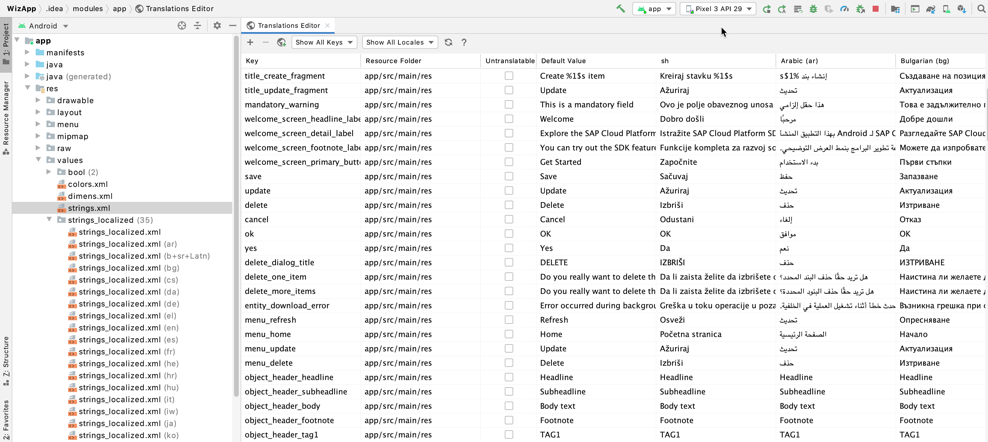 WizApp .idea modules app Translations Editor app Pixel 3 API 29
1: Project
Resource Manager
Z: Structure
2: Favorites
Android
Translations Editor
app
manifests
java
java (generated)
res
drawable
layout
menu
mipmap
raw
values
bool (2)
colors.xml
dimens.xml
strings.xml
strings_localized (35)
strings_localized.xml
strings_localized.xml (ar)
strings_localized.xml (b+sr+Latn)
strings_localized.xml (bg)
strings_localized.xml (cs)
strings_localized.xml (da)
strings_localized.xml (de)
strings_localized.xml (el)
strings_localized.xml (en)
strings_localized.xml (es)
strings_localized.xml (fr)
strings_localized.xml (he)
strings_localized.xml (hr)
strings_localized.xml (hu)
strings_localized.xml (it)
strings_localized.xml (iw)
strings_localized.xml (ja)
strings_localized.xml (ko)
Show All Keys Show All Locales ?
Key Resource Folder Untranslatable Default Value sh Arabic (ar) Bulgarian (bg)
title_create_fragment app/src/main/res Create %1$s item Kreiraj stavku %1$s إنشاء بند %1$s Създаване на позиция
title_update_fragment app/src/main/res Update Ažuriraj تحديث Актуализация
mandatory_warning app/src/main/res This is a mandatory field Ovo je polje obaveznog unosa هذا حقل إلزامي Това е задължително п
welcome_screen_headline_labe app/src/main/res Welcome Dobro došli مرحبًا Добре дошли
welcome_screen_detail_label app/src/main/res Explore the SAP Cloud Platform Istražite SAP Cloud Platform SD بهذا التطبيق المنشأ Android لـ SAP C Разгледайте SAP Cloud
welcome_screen_footnote_labe app/src/main/res You can try out the SDK feature Funkcije kompleta za razvoj so ة تطوير البرامج بنمط العرض التوضيحي. Можете да изпробвате
welcome_screen_primary_butt app/src/main/res Get Started Započnite بدء الاستخدام Първи стъпки
save app/src/main/res Save Sačuvaj حفظ Запазване
update app/src/main/res Update Ažuriraj تحديث Актуализация
delete app/src/main/res Delete Izbriši حذف Изтриване
cancel app/src/main/res Cancel Odustani إلغاء Отказ
ok app/src/main/res OK OK موافق OK
yes app/src/main/res Yes Da نعم Да
delete_dialog_title app/src/main/res DELETE IZBRIŠI حذف ИЗТРИВАНЕ
delete_one_item app/src/main/res Do you really want to delete th Da li zaista želite da izbrišete o هل تريد حقًا حذف البند المحدد؟ Наистина ли желаете д
delete_more_items app/src/main/res Do you really want to delete th Da li zaista želite da izbrišete هل تريد حقًا حذف البنود المحددة؟ Наистина ли желаете д
entity_download_error app/src/main/res Error occurred during backgrou Greška u toku operacije u poza حدث خطأ أثناء تشغيل العملية في الخلفية. Възникна грешка при о
menu_refresh app/src/main/res Refresh Osveži تحديث Опресняване
menu_home app/src/main/res Home Početna stranica الصفحة الرئيسية Начало
menu_update app/src/main/res Update Ažuriraj تحديث Актуализация
menu_delete app/src/main/res Delete Izbriši حذف Изтриване
object_header_headline app/src/main/res Headline Headline Headline Headline
object_header_subheadline app/src/main/res Subheadline Subheadline Subheadline Subheadline
object_header_body app/src/main/res Body text Body text Body text Body text
object_header_footnote app/src/main/res Footnote Footnote Footnote Footnote
object_header_tag1 app/src/main/res TAG1 TAG1 TAG1 TAG1